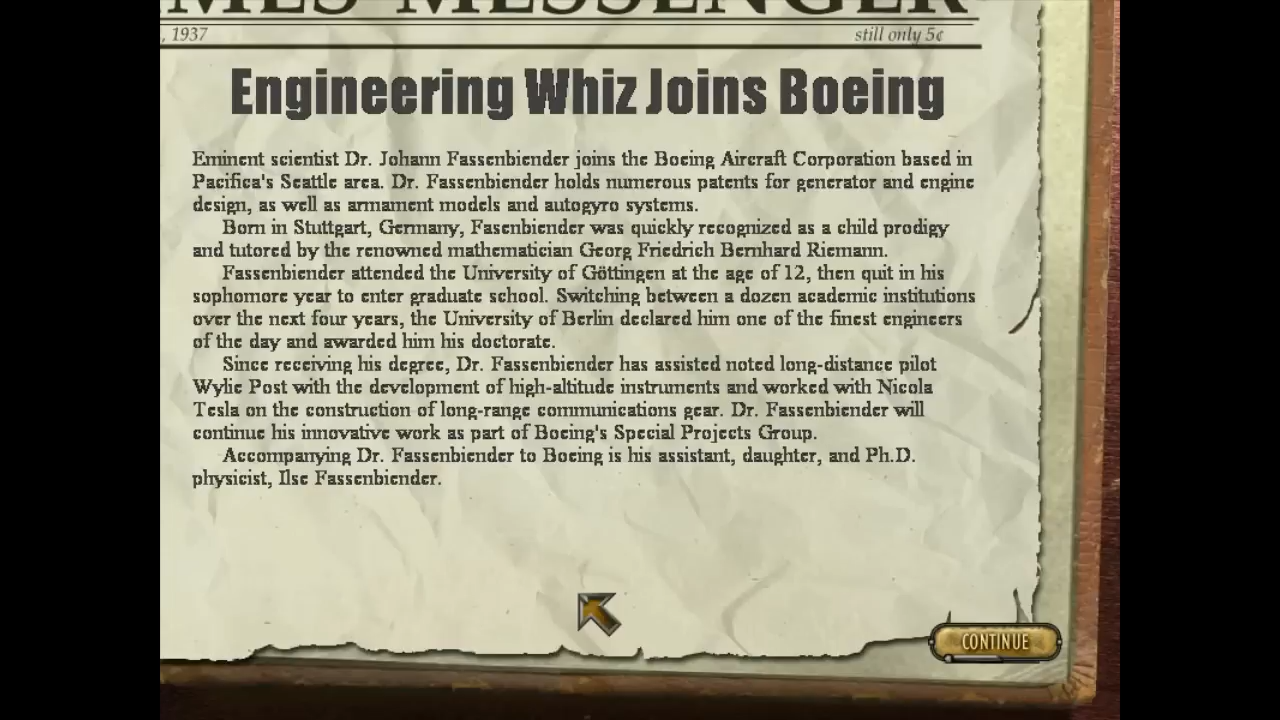 MES MESSENGER
, 1937 still only 5¢
Engineering Whiz Joins Boeing
Eminent scientist Dr. Johann Fassenbiender joins the Boeing Aircraft Corporation based in
Pacifica's Seattle area. Dr. Fassenbiender holds numerous patents for generator and engine
design, as well as armament models and autogyro systems.
Born in Stuttgart, Germany, Fasenbiender was quickly recognized as a child prodigy
and tutored by the renowned mathematician Georg Friedrich Bernhard Riemann.
Fassenbiender attended the University of Göttingen at the age of 12, then quit in his
sophomore year to enter graduate school. Switching between a dozen academic institutions
over the next four years, the University of Berlin declared him one of the finest engineers
of the day and awarded him his doctorate.
Since receiving his degree, Dr. Fassenbiender has assisted noted long-distance pilot
Wylie Post with the development of high-altitude instruments and worked with Nicola
Tesla on the construction of long-range communications gear. Dr. Fassenbiender will
continue his innovative work as part of Boeing's Special Projects Group.
Accompanying Dr. Fassenbiender to Boeing is his assistant, daughter, and Ph.D.
physicist, Ilse Fassenbiender.
CONTINUE